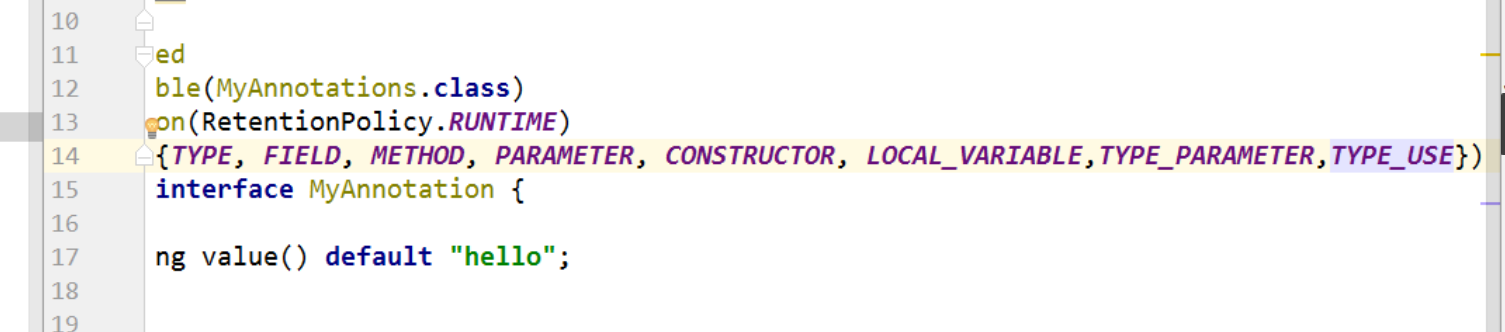 10
11 ed
12 ble(MyAnnotations.class)
13 on(RetentionPolicy.RUNTIME)
14 {TYPE, FIELD, METHOD, PARAMETER, CONSTRUCTOR, LOCAL_VARIABLE,TYPE_PARAMETER,TYPE_USE})
15 interface MyAnnotation {
16
17 ng value() default "hello";
18
19